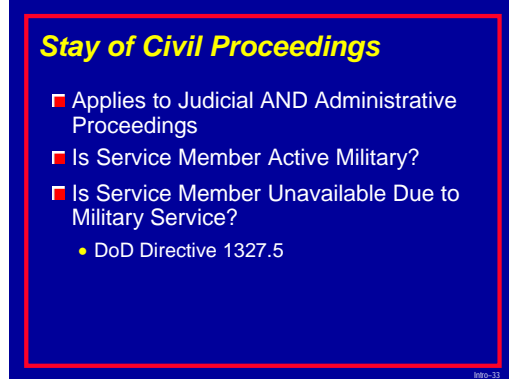 Stay of Civil Proceedings
Applies to Judicial AND Administrative
Proceedings
Is Service Member Active Military?
Is Service Member Unavailable Due to
Military Service?
DoD Directive 1327.5
Intro–33